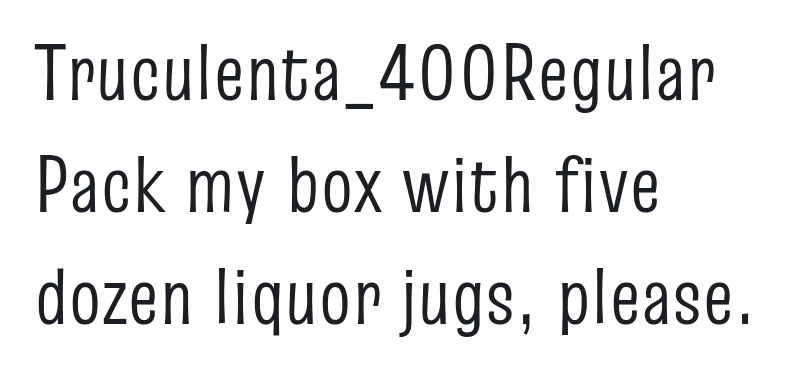 Truculenta_400Regular
Pack my box with five
dozen liquor jugs, please.